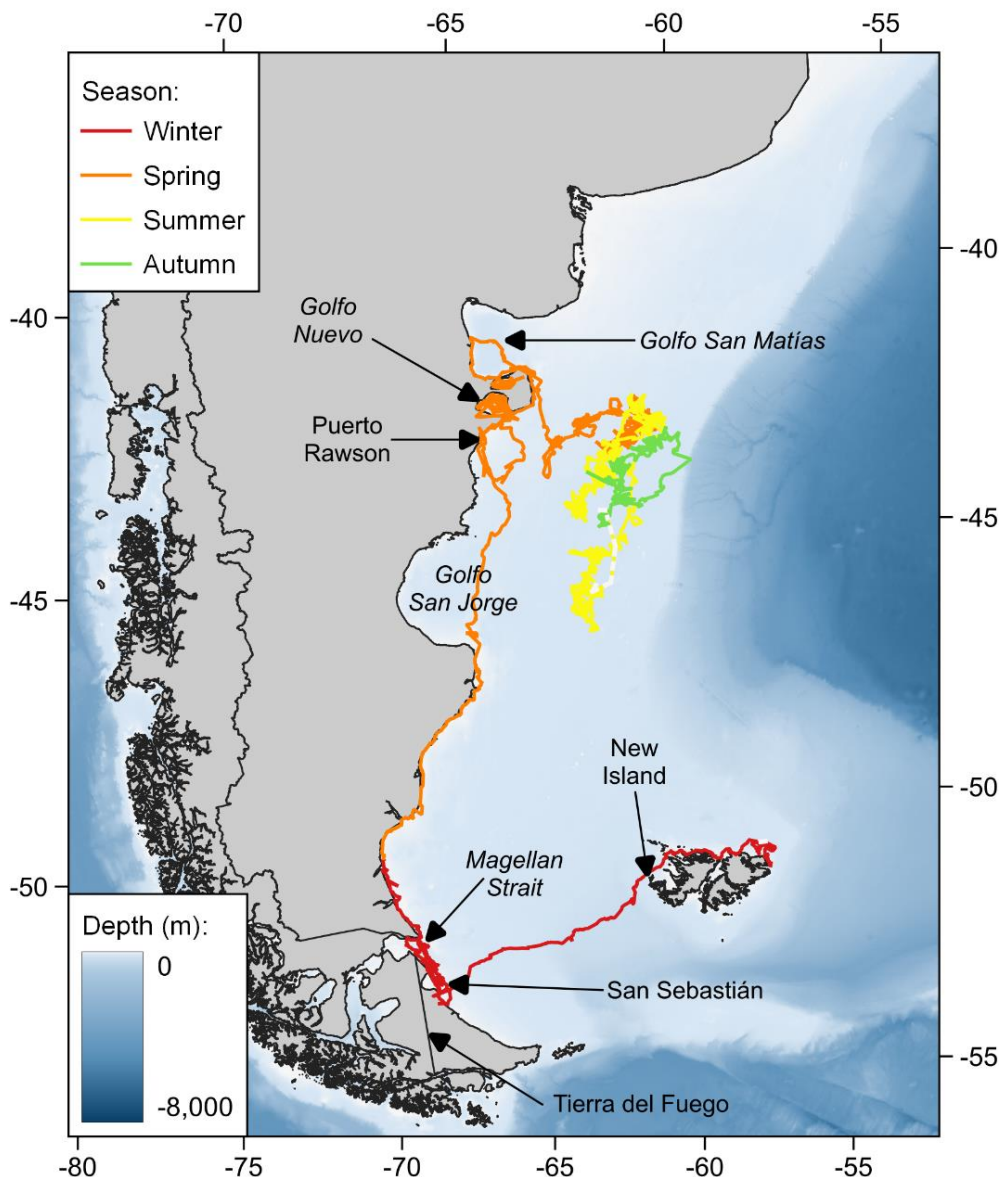 -70
-65
-60
-55
Season:
Winter
Spring
Summer
Autumn
-40
-40
Golfo
Nuevo
Golfo San Matías
Puerto
Rawson
-45
Golfo
San Jorge
-45
New
Island
-50
Magellan
Strait
-50
Depth (m):
0
-8,000
San Sebastián
-55
Tierra del Fuego
-80
-75
-70
-65
-60
-55